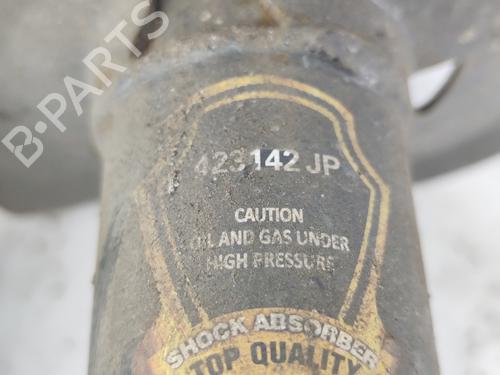 B-PARTS
423142 JP
CAUTION
OIL AND GAS UNDER
HIGH PRESSURE
SHOCK ABSORBER
TOP QUALITY